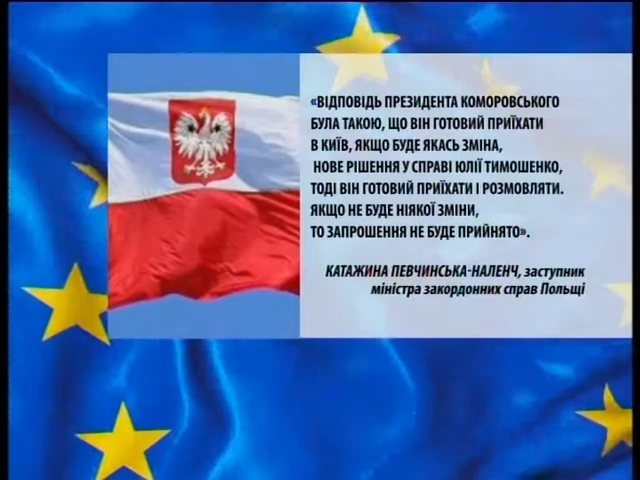 «ВІДПОВІДЬ ПРЕЗИДЕНТА КОМОРОВСЬКОГО
БУЛА ТАКОЮ, ЩО ВІН ГОТОВИЙ ПРИЇХАТИ
В КИЇВ, ЯКЩО БУДЕ ЯКАСЬ ЗМІНА,
НОВЕ РІШЕННЯ У СПРАВІ ЮЛІЇ ТИМОШЕНКО,
ТОДІ ВІН ГОТОВИЙ ПРИЇХАТИ І РОЗМОВЛЯТИ.
ЯКЩО НЕ БУДЕ НІЯКОЇ ЗМІНИ,
ТО ЗАПРОШЕННЯ НЕ БУДЕ ПРИЙНЯТО».
КАТАЖИНА ПЕВЧИНСЬКА-НАЛЕНЧ, заступник
міністра закордонних справ Польщі